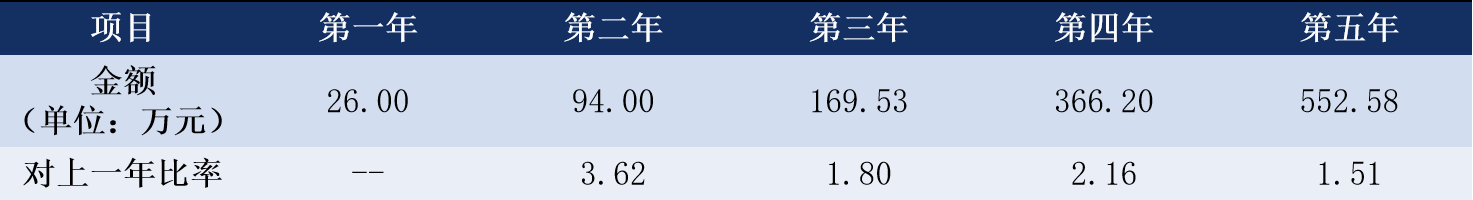 项目 第一年 第二年 第三年 第四年 第五年
金额
（单位：万元） 26.00 94.00 169.53 366.20 552.58
对上一年比率 -- 3.62 1.80 2.16 1.51